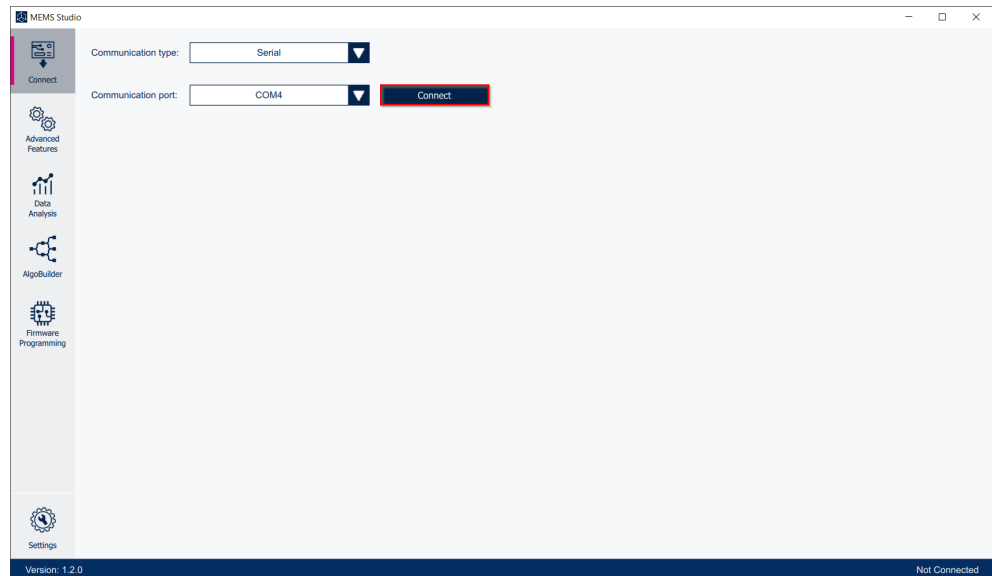 MEMS Studio
Connect
Advanced
Features
Data
Analysis
AlgoBuilder
Firmware
Programming
Settings
Communication type:
Serial
Communication port:
COM4
Connect
Version: 1.2.0
Not Connected